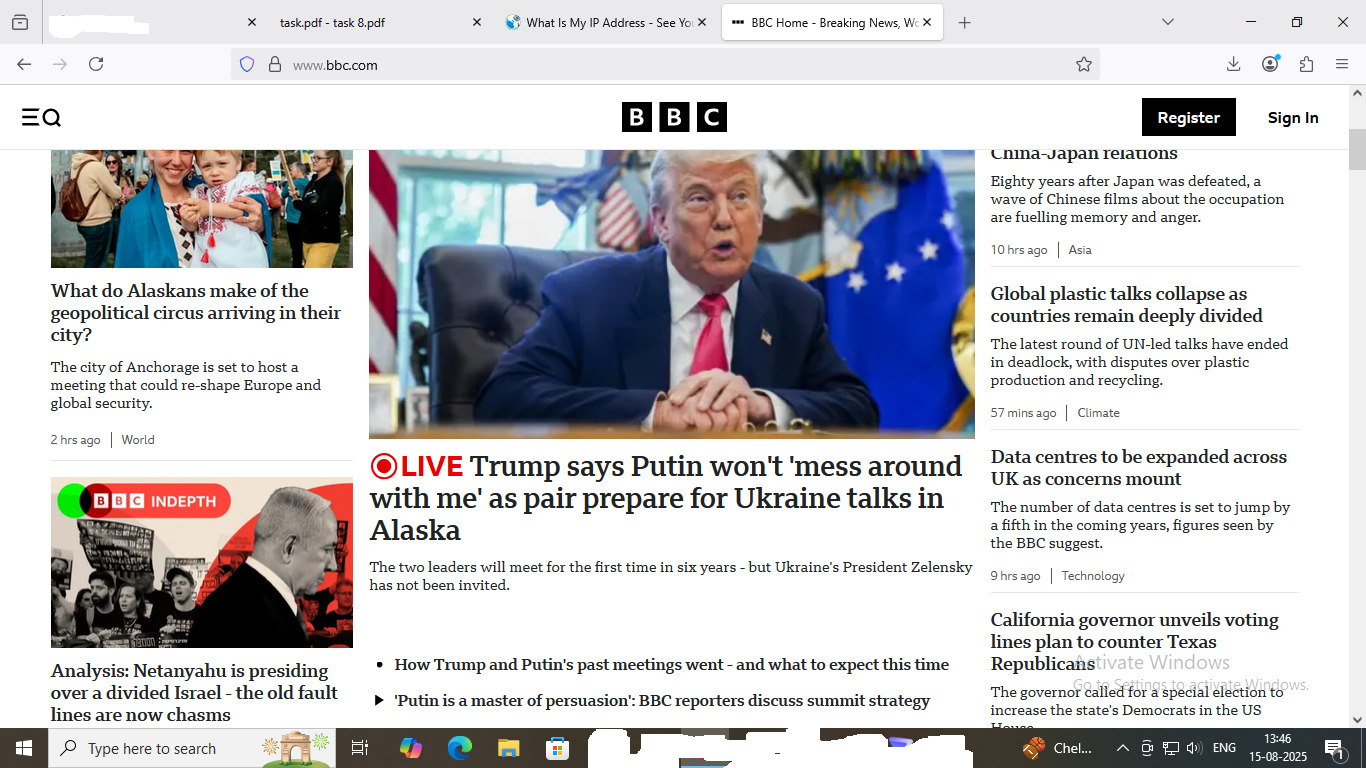 task.pdf - task 8.pdf
What Is My IP Address - See You
BBC Home - Breaking News, Wo
www.bbc.com
BBC
Register
Sign In
What do Alaskans make of the
geopolitical circus arriving in their
city?
The city of Anchorage is set to host a
meeting that could re-shape Europe and
global security.
2 hrs ago | World
BBC INDEPTH
Analysis: Netanyahu is presiding
over a divided Israel - the old fault
lines are now chasms
LIVE Trump says Putin won't 'mess around
with me' as pair prepare for Ukraine talks in
Alaska
The two leaders will meet for the first time in six years - but Ukraine's President Zelensky
has not been invited.
• How Trump and Putin's past meetings went - and what to expect this time
'Putin is a master of persuasion': BBC reporters discuss summit strategy
China-Japan relations
Eighty years after Japan was defeated, a
wave of Chinese films about the occupation
are fuelling memory and anger.
10 hrs ago | Asia
Global plastic talks collapse as
countries remain deeply divided
The latest round of UN-led talks have ended
in deadlock, with disputes over plastic
production and recycling.
57 mins ago | Climate
Data centres to be expanded across
UK as concerns mount
The number of data centres is set to jump by
a fifth in the coming years, figures seen by
the BBC suggest.
9 hrs ago | Technology
California governor unveils voting
lines plan to counter Texas
Republicans
The governor called for a special election to
increase the state's Democrats in the US
House
Activate Windows
Go to Settings to activate Windows.
Type here to search
Chel...
ENG
13:46
15-08-2025
1